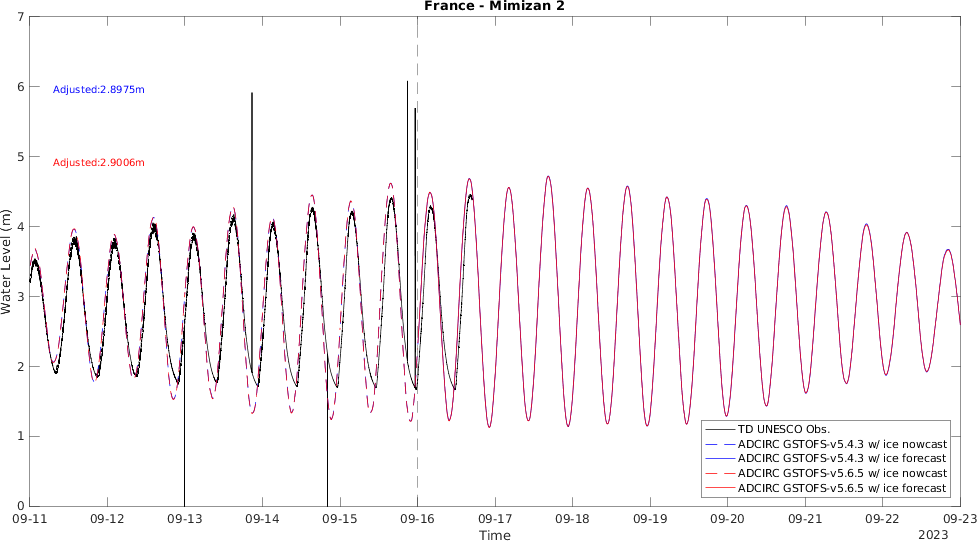 France - Mimizan 2
7
6
5
4
3
2
1
0
Water Level (m)
Adjusted:2.8975m
Adjusted:2.9006m
TD UNESCO Obs.
ADCIRC GSTOFS-v5.4.3 w/ ice nowcast
ADCIRC GSTOFS-v5.4.3 w/ ice forecast
ADCIRC GSTOFS-v5.6.5 w/ ice nowcast
ADCIRC GSTOFS-v5.6.5 w/ ice forecast
09-11 09-12 09-13 09-14 09-15 09-16 09-17 09-18 09-19 09-20 09-21 09-22 09-23
Time
2023